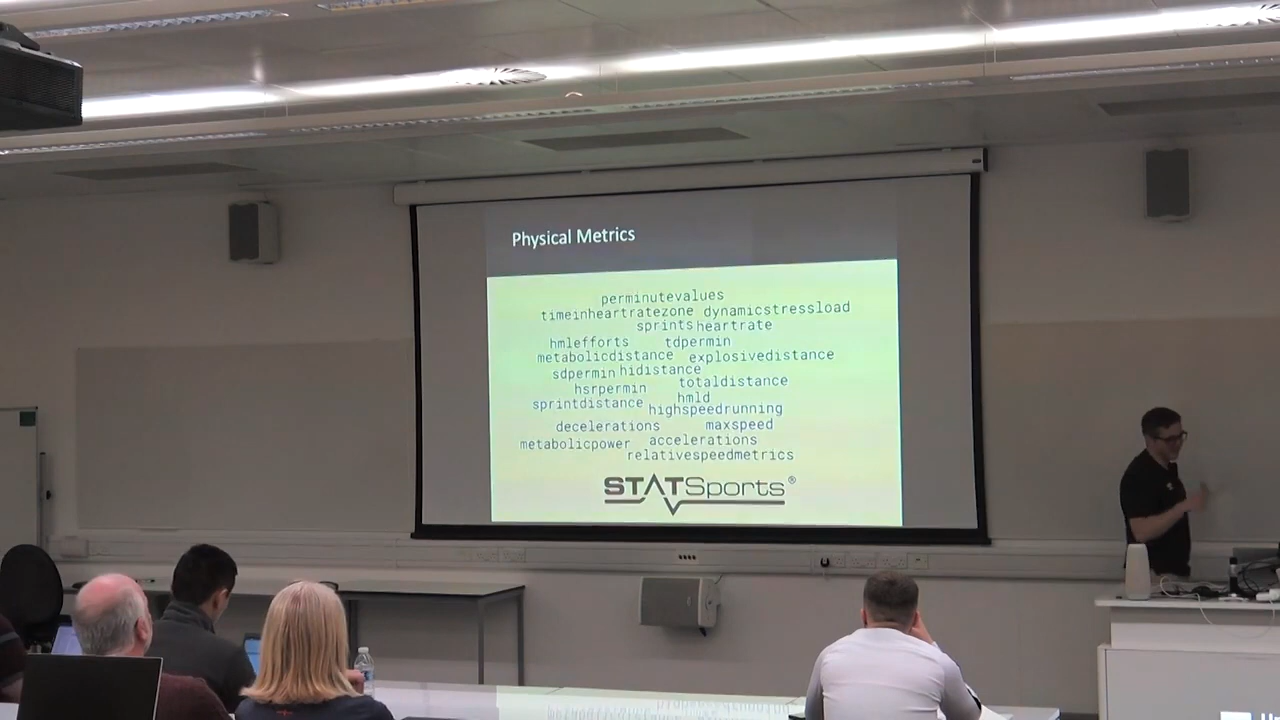 Physical Metrics
perminutevalues
timeinheartratezone dynamicstressload
sprints heartrate
hmlefforts tdpermin
metabolicdistance explosivedistance
sdpermin hidistance
hsrpermin totaldistance
hmld
sprintdistance highspeedrunning
decelerations maxspeed
metabolicpower accelerations
relativespeedmetrics
STATSports®